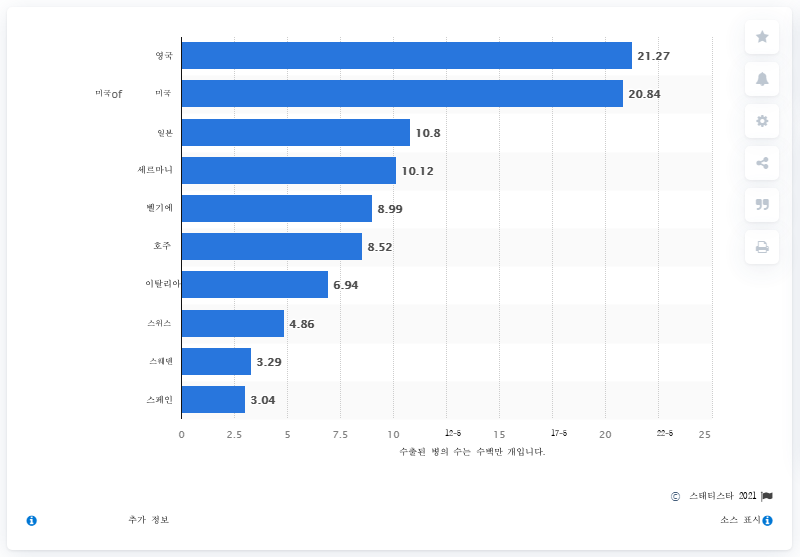 영국 21.27
미국of 미국 20.84
일본 10.8
세르마니 10.12
벨기에 8.99
호주 8.52
이탈리아 6.94
스위스 4.86
스웨덴 3.29
스페인 3.04
0 2.5 5 7.5 10 12-5 15 17-5 20 22-5 25
수출된 병의 수는 수백만 개입니다.
© 스태티스타 2021
추가 정보 소스 표시